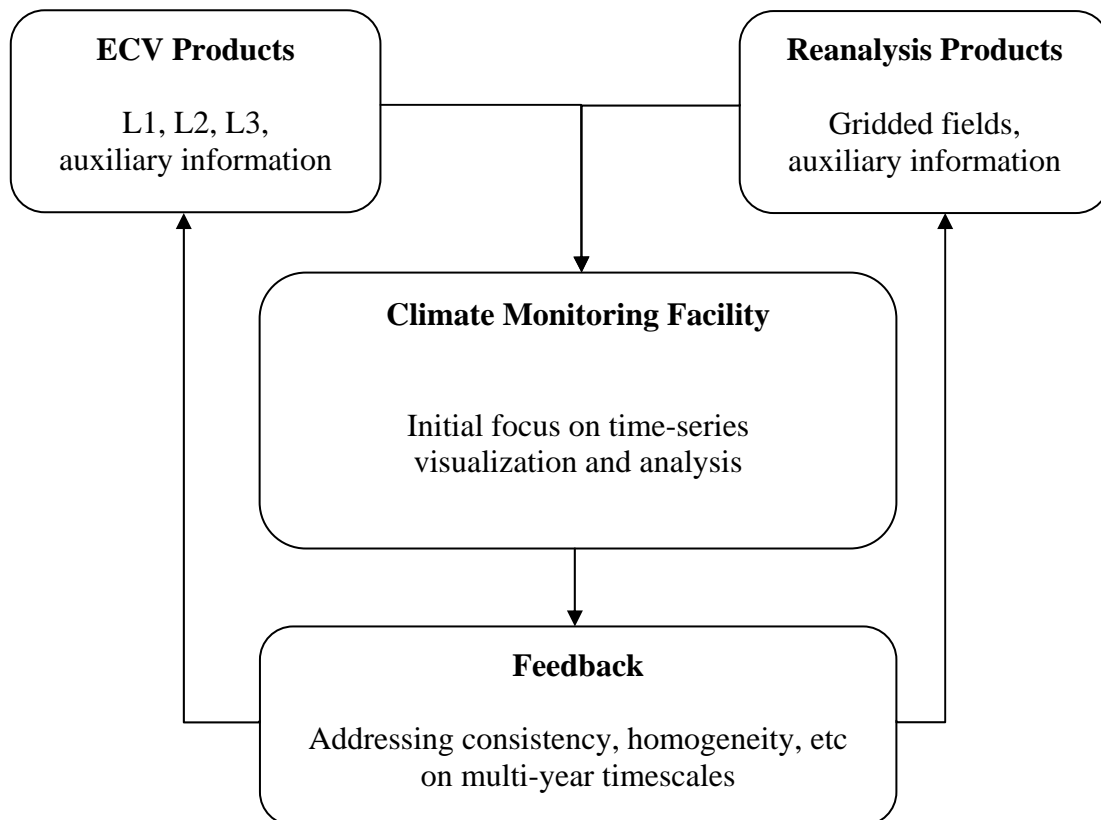 ECV Products
L1, L2, L3,
auxiliary information
Reanalysis Products
Gridded fields,
auxiliary information
Climate Monitoring Facility
Initial focus on time-series
visualization and analysis
Feedback
Addressing consistency, homogeneity, etc
on multi-year timescales